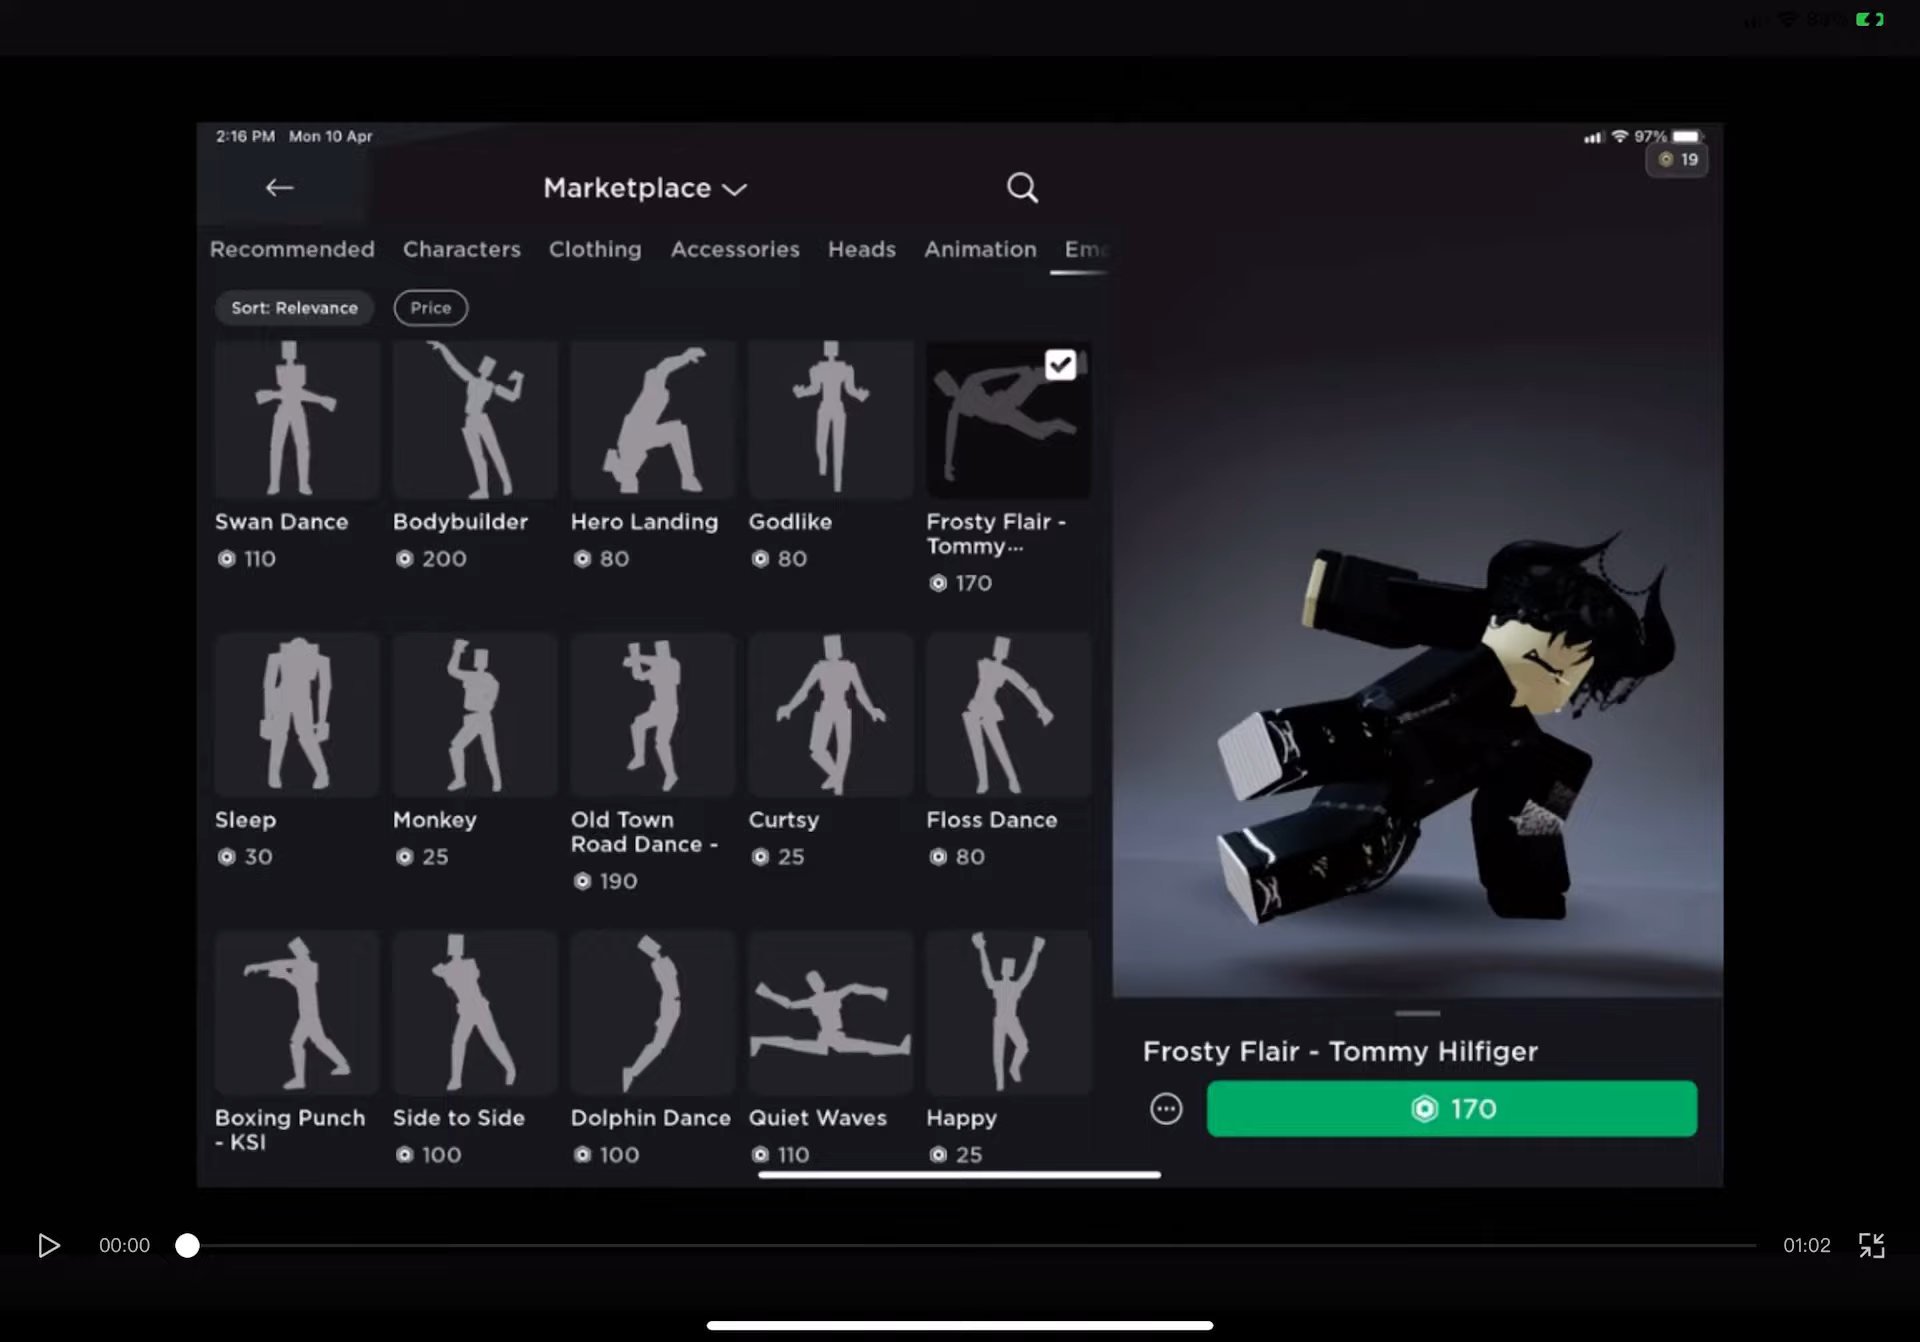 2:16 PM Mon 10 Apr
97%
19
Marketplace
Recommended Characters Clothing Accessories Heads Animation Emo
Sort: Relevance Price
Swan Dance
110
Bodybuilder
200
Hero Landing
80
Godlike
80
Frosty Flair -
Tommy...
170
Sleep
30
Monkey
25
Old Town
Road Dance -
190
Curtsy
25
Floss Dance
80
Boxing Punch
- KSI
Side to Side
100
Dolphin Dance
100
Quiet Waves
110
Happy
25
Frosty Flair - Tommy Hilfiger
170
00:00
01:02